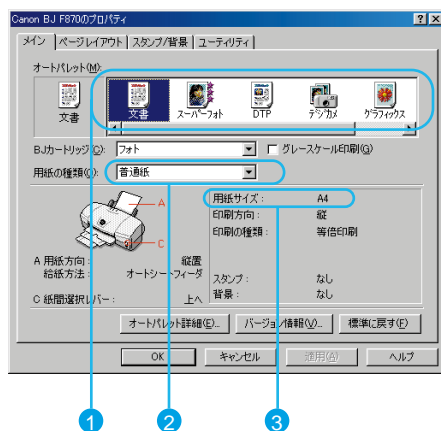 Canon BJ F870のプロパティ
メイン ページレイアウト スタンプ/背景 ユーティリティ
オートパレット(M):
文書 文書 スーパーフォト DTP デジカメ グラフィックス
BJカートリッジ(C): フォト グレースケール印刷(G)
用紙の種類(Q): 普通紙
用紙サイズ: A4
印刷方向: 縦
印刷の種類: 等倍印刷
A
C
A 用紙方向: 縦置
給紙方法: オートシートフィーダ
スタンプ: なし
C 紙間選択レバー: 上へ
背景: なし
オートパレット詳細(E)... バージョン情報(V)... 標準に戻す(F)
OK キャンセル 適用(A) ヘルプ
1 2 3